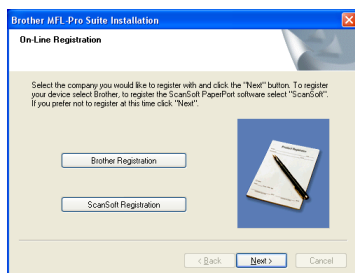 Brother MFL-Pro Suite Installation
On-Line Registration
Select the company you would like to register with and click the "Next" button. To register
your device select Brother, to register the ScanSoft PaperPort software select "ScanSoft".
If you prefer not to register at this time click "Next".
Brother Registration
ScanSoft Registration
< Back
Next >
Cancel